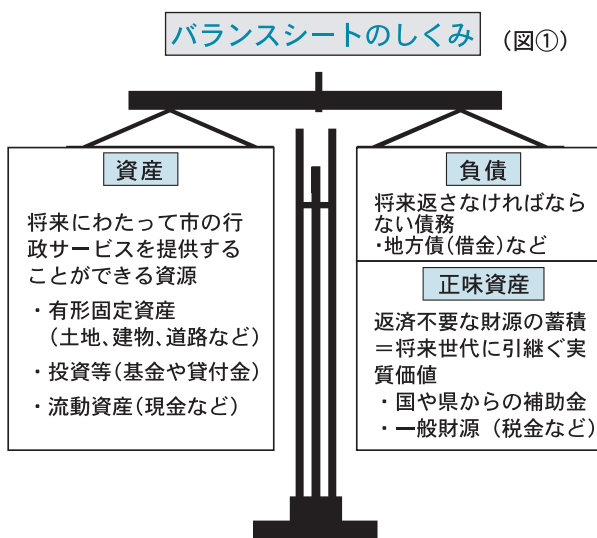 バランスシートのしくみ
(図①)
資産
将来にわたって市の行
政サービスを提供する
ことができる資源
・有形固定資産
(土地、建物、道路など)
・投資等(基金や貸付金)
・流動資産(現金など)
負債
将来返さなければなら
ない債務
・地方債(借金)など
正味資産
返済不要な財源の蓄積
＝将来世代に引継ぐ実
質価値
・国や県からの補助金
・一般財源(税金など)